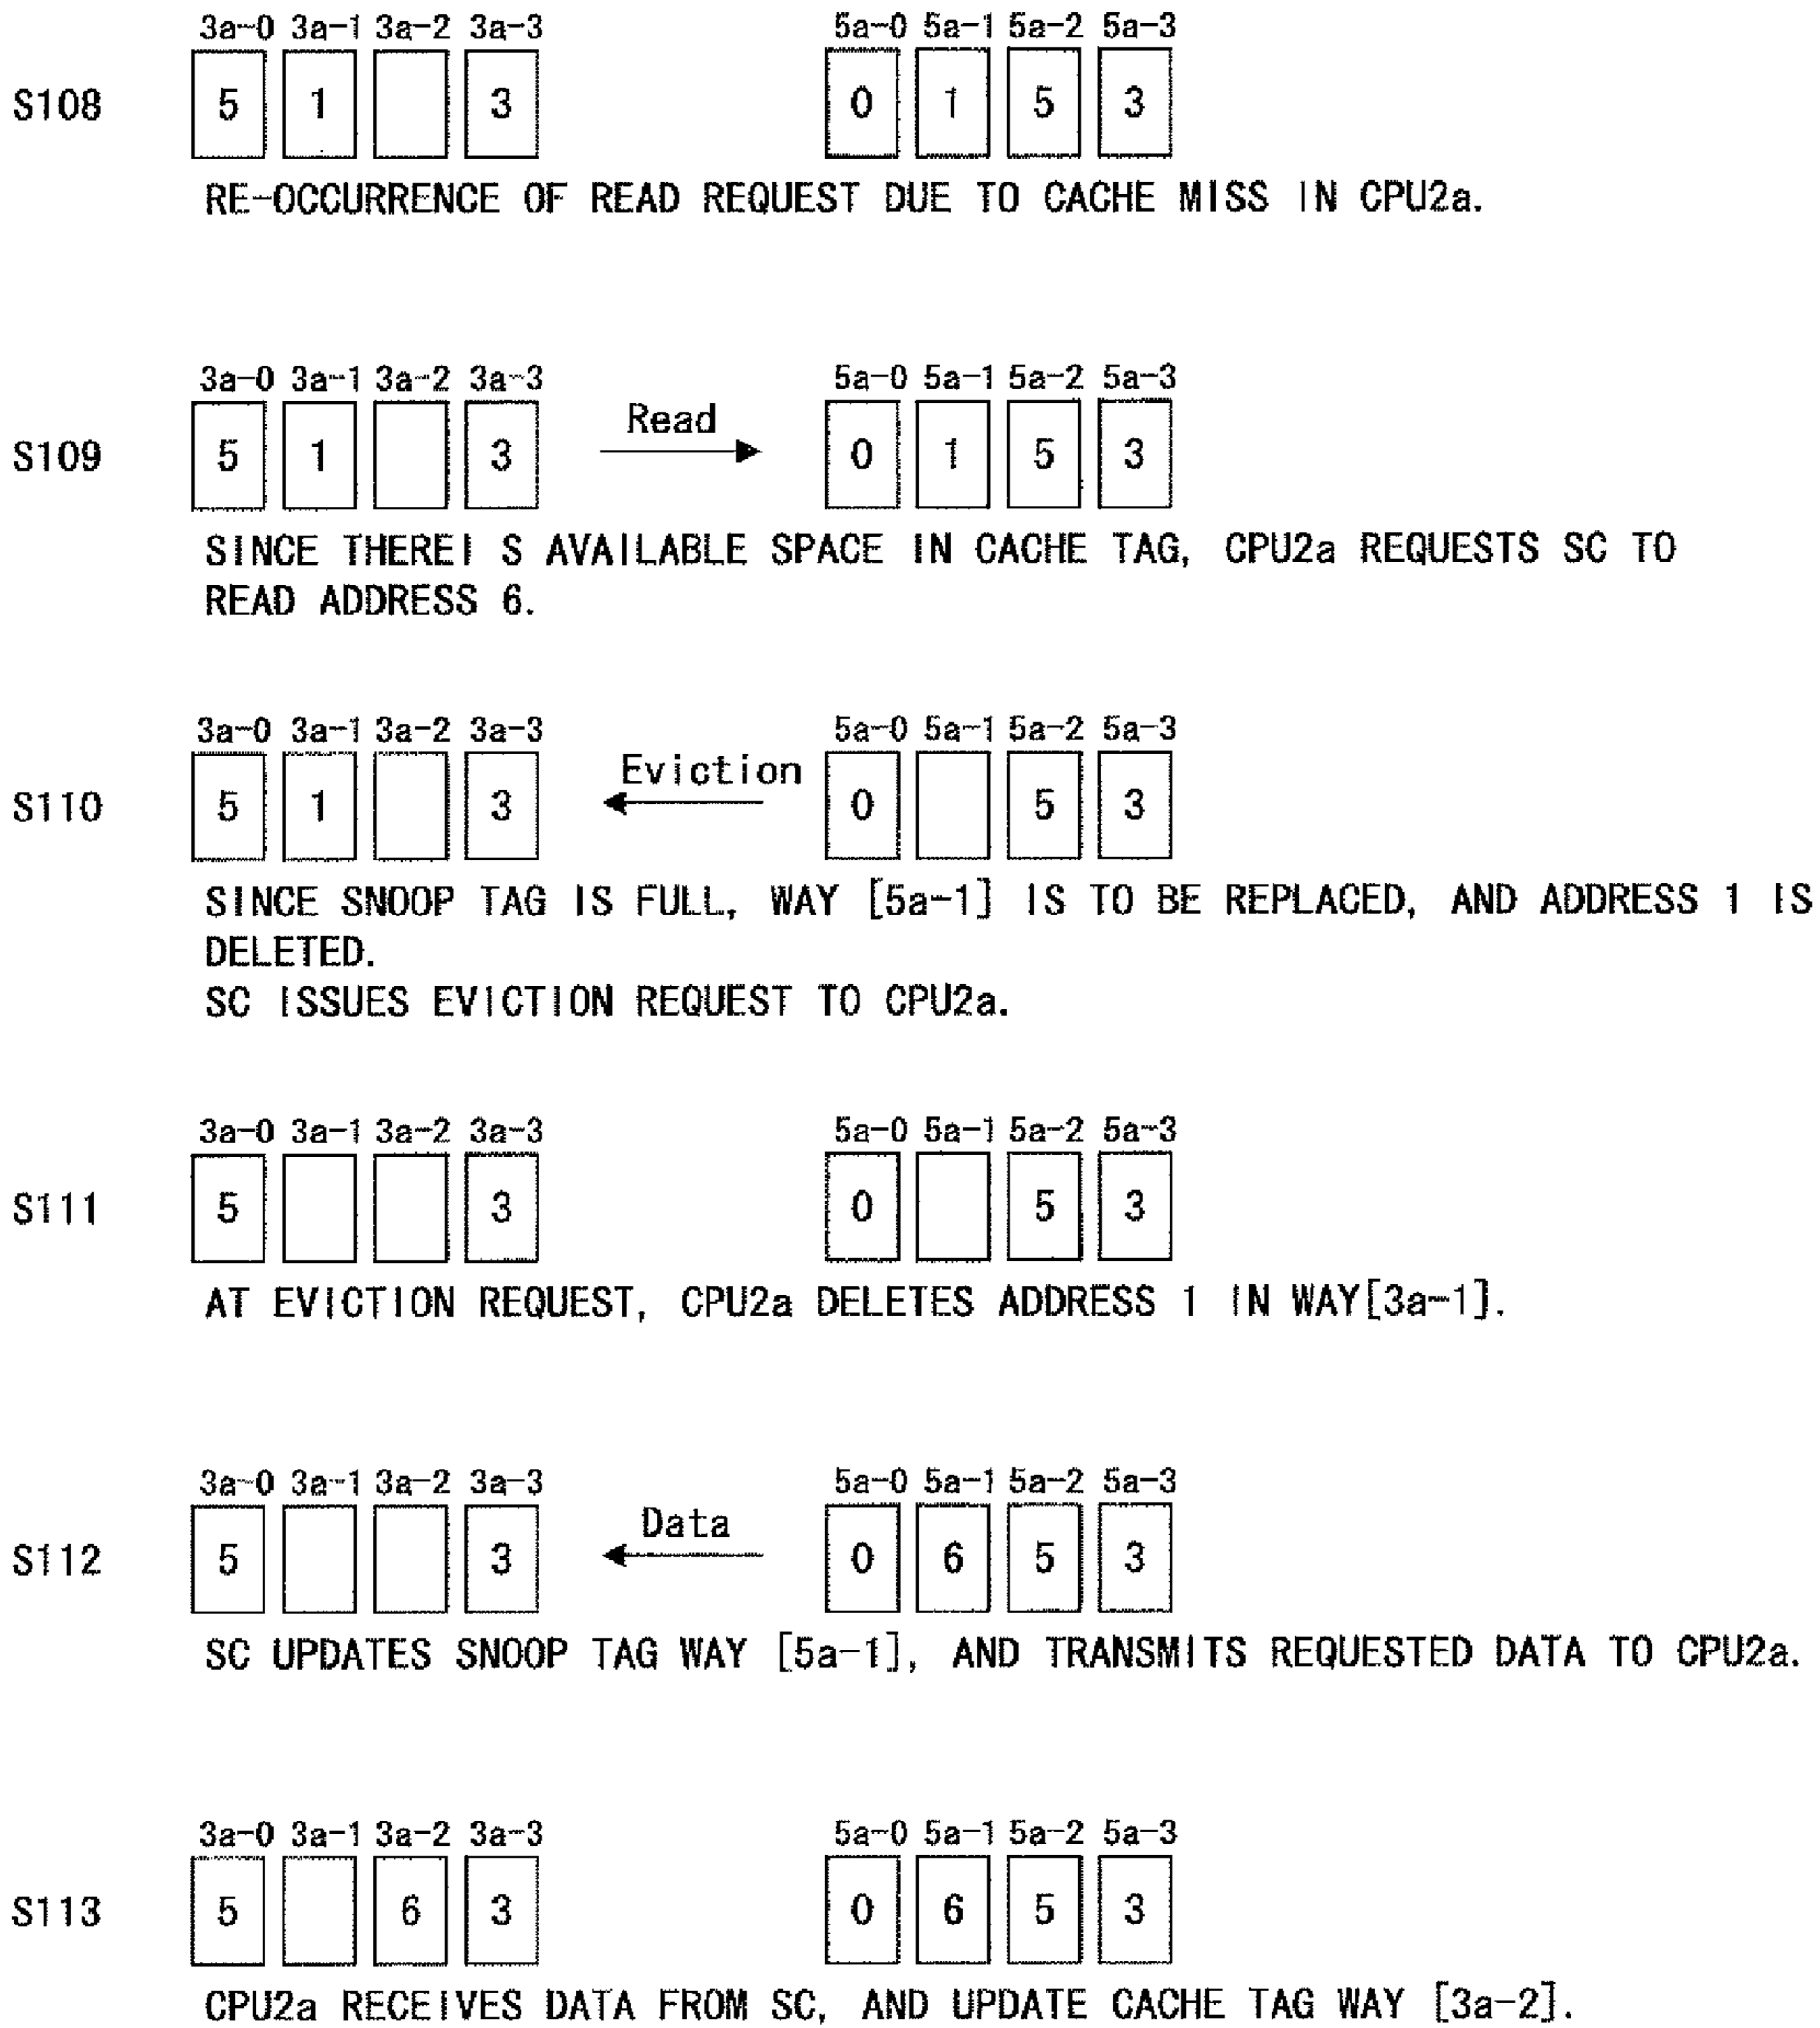 3a-0 3a-1 3a-2 3a-3 5a-0 5a-1 5a-2 5a-3
S108 5 1 3 0 1 5 3
RE-OCCURRENCE OF READ REQUEST DUE TO CACHE MISS IN CPU2a.
3a-0 3a-1 3a-2 3a-3 5a-0 5a-1 5a-2 5a-3
S109 5 1 3 Read 0 1 5 3
SINCE THEREI S AVAILABLE SPACE IN CACHE TAG, CPU2a REQUESTS SC TO
READ ADDRESS 6.
3a-0 3a-1 3a-2 3a-3 5a-0 5a-1 5a-2 5a-3
S110 5 1 3 Eviction 0 5 3
SINCE SNOOP TAG IS FULL, WAY [5a-1] IS TO BE REPLACED, AND ADDRESS 1 IS
DELETED.
SC ISSUES EVICTION REQUEST TO CPU2a.
3a-0 3a-1 3a-2 3a-3 5a-0 5a-1 5a-2 5a-3
S111 5 3 0 5 3
AT EVICTION REQUEST, CPU2a DELETES ADDRESS 1 IN WAY[3a-1].
3a-0 3a-1 3a-2 3a-3 5a-0 5a-1 5a-2 5a-3
S112 5 3 Data 0 6 5 3
SC UPDATES SNOOP TAG WAY [5a-1], AND TRANSMITS REQUESTED DATA TO CPU2a.
3a-0 3a-1 3a-2 3a-3 5a-0 5a-1 5a-2 5a-3
S113 5 6 3 0 6 5 3
CPU2a RECEIVES DATA FROM SC, AND UPDATE CACHE TAG WAY [3a-2].